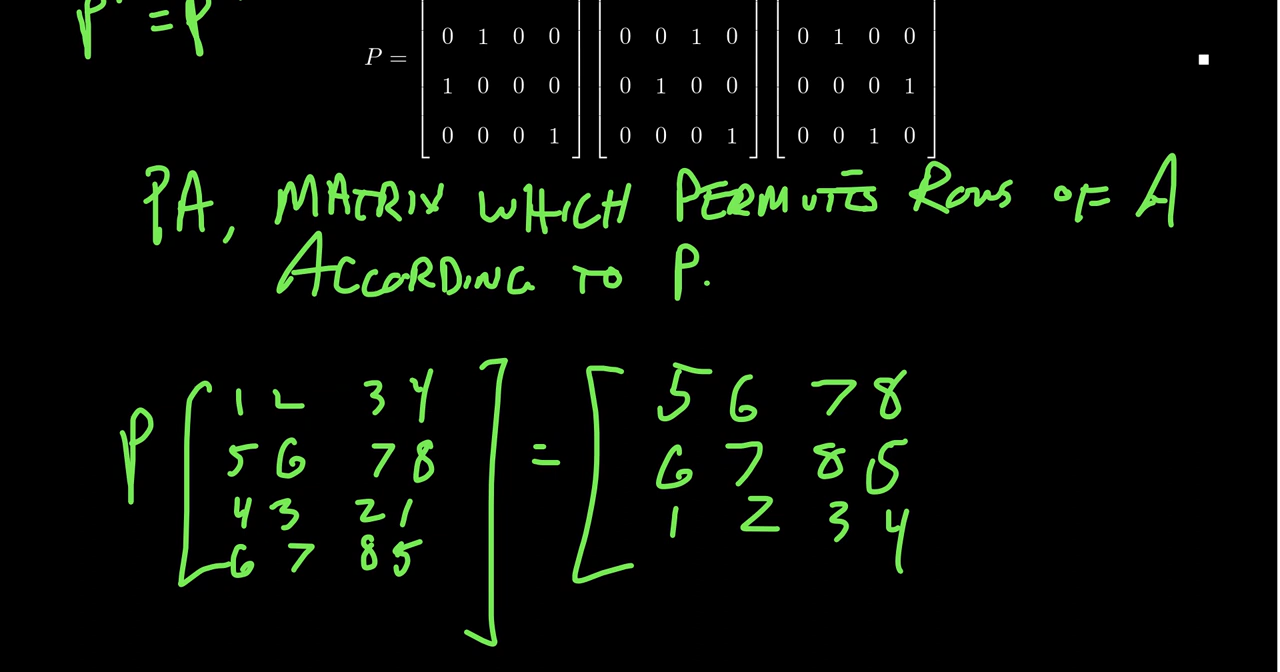 P⁻¹ = Pᵀ
0 1 0 0 0 0 1 0 0 1 0 0
P =
1 0 0 0 0 1 0 0 0 0 0 1
0 0 0 1 0 0 0 1 0 0 1 0
PA, MATRIX WHICH PERMUTES ROWS OF A
ACCORDING TO P.
1 2 3 4 5 6 7 8
P 5 6 7 8 = 6 7 8 5
4 3 2 1 1 2 3 4
6 7 8 5